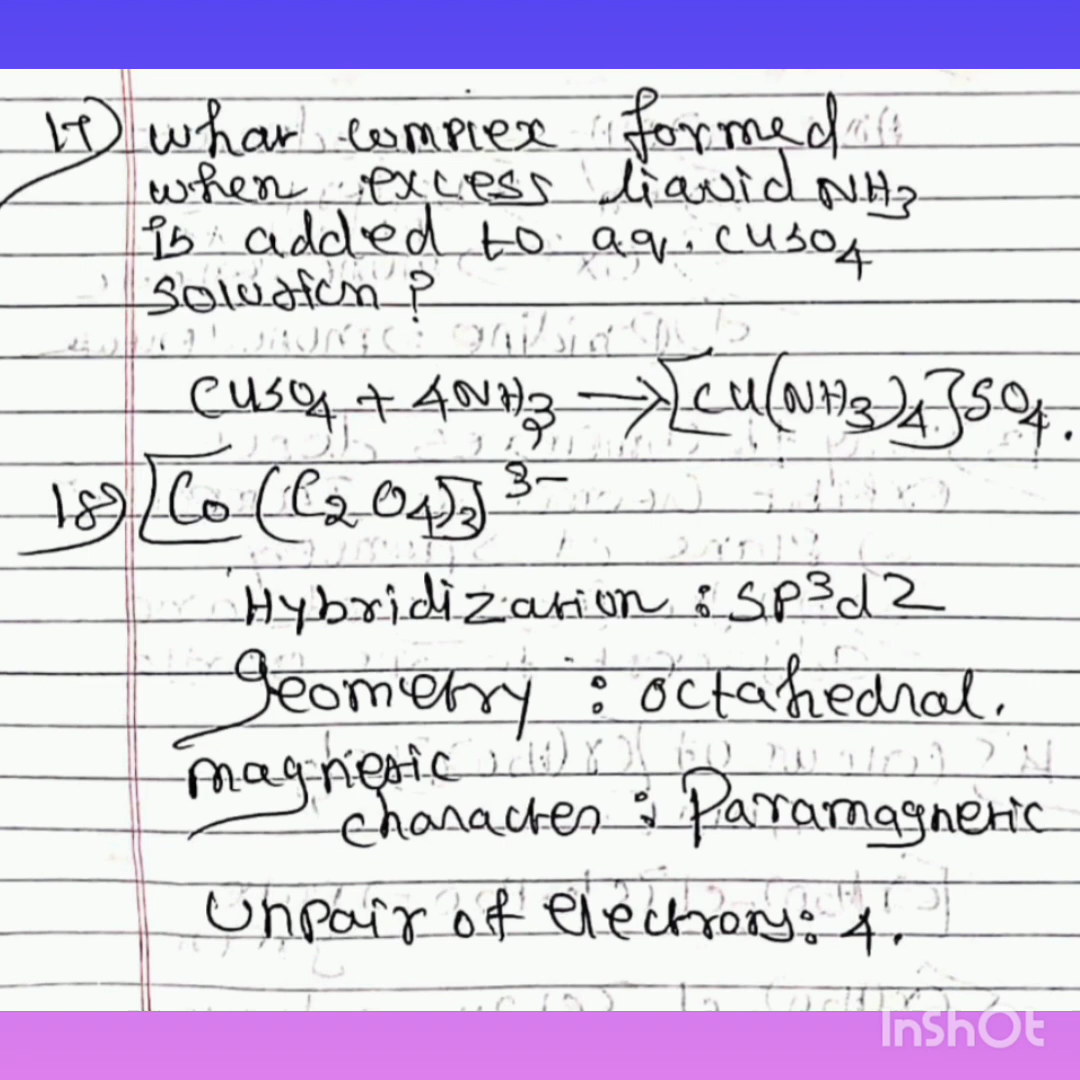 17) what complex formed
when excess liquid NH3
is added to aq. CuSO4
solution?
CuSO4 + 4NH3 → [Cu(NH3)4]SO4.
18) [Co(C2O4)3]3-
Hybridization : SP3d2
Geometry : octahedral.
magnetic
character : Paramagnetic
Unpair of electrons: 4.
InShOt